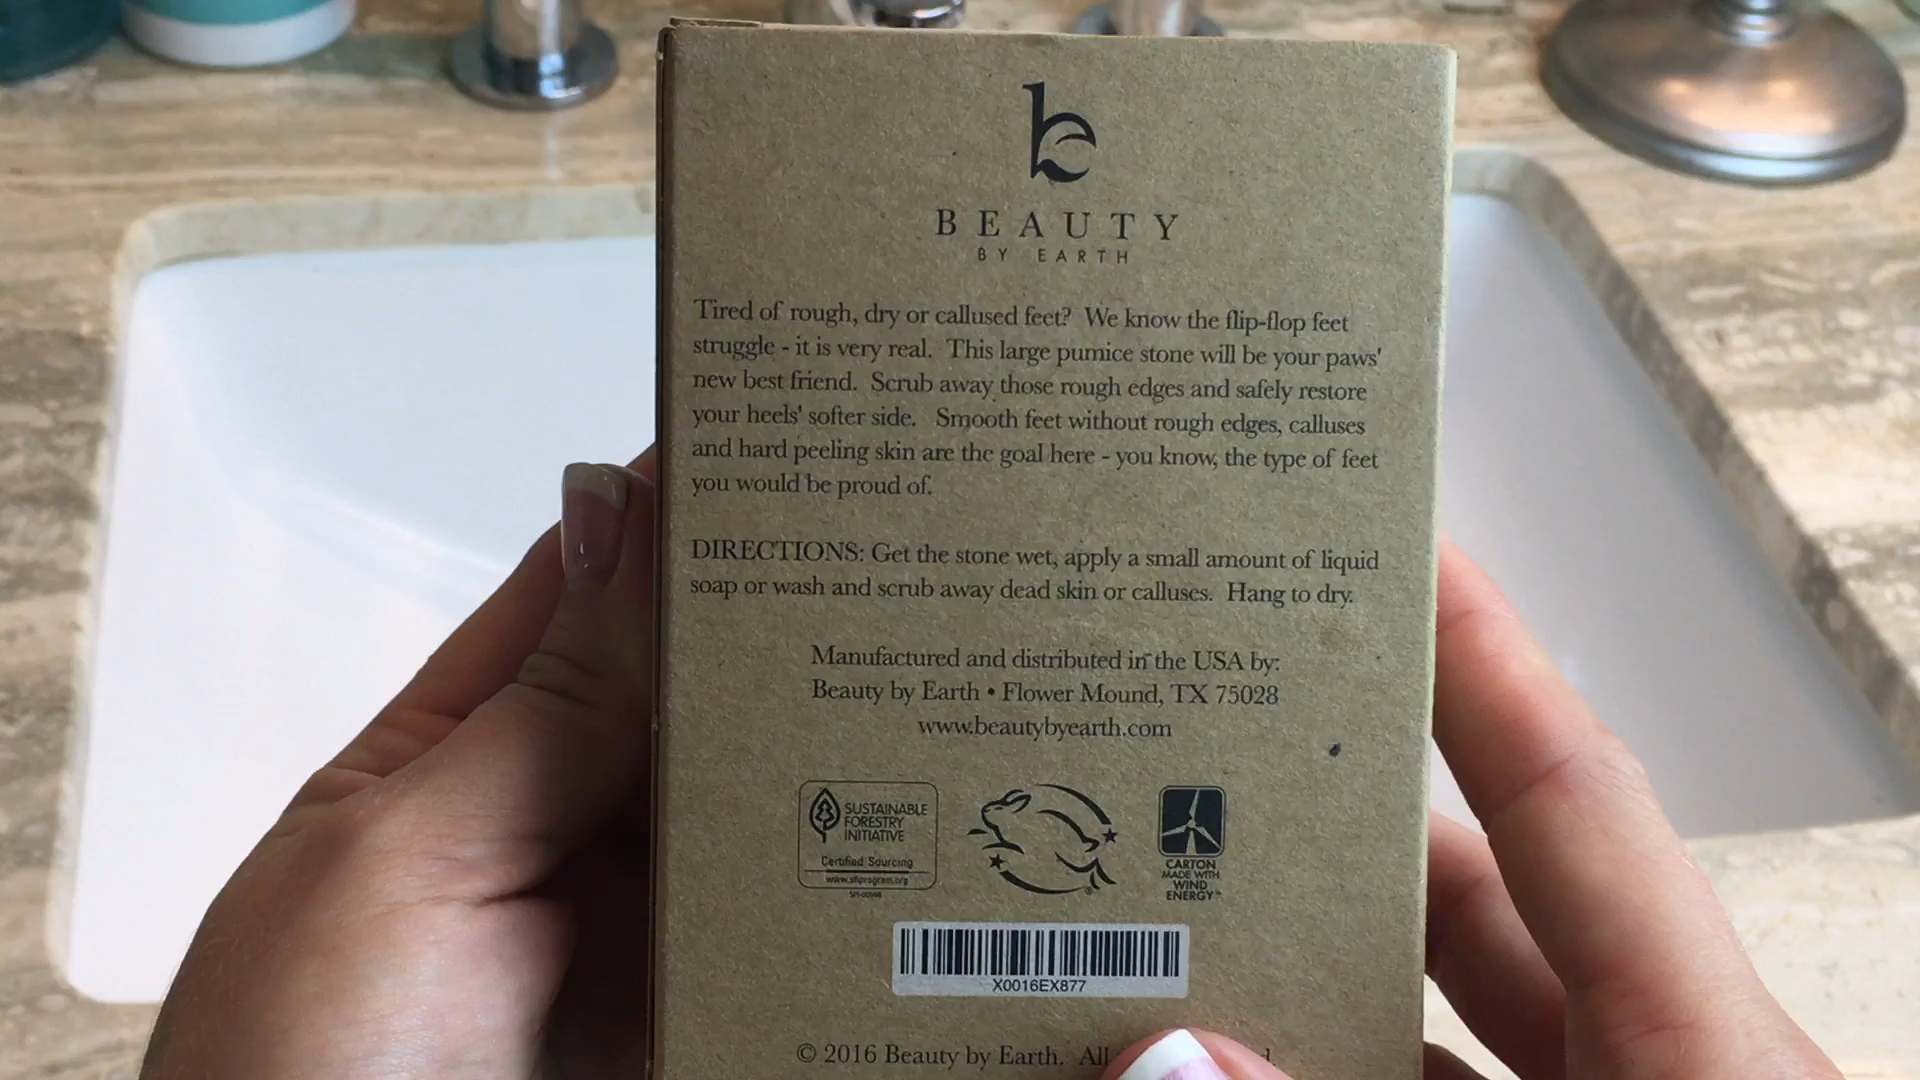 BEAUTY
BY EARTH
Tired of rough, dry or callused feet? We know the flip-flop feet
struggle - it is very real. This large pumice stone will be your paws'
new best friend. Scrub away those rough edges and safely restore
your heels' softer side. Smooth feet without rough edges, calluses
and hard peeling skin are the goal here - you know, the type of feet
you would be proud of.
DIRECTIONS: Get the stone wet, apply a small amount of liquid
soap or wash and scrub away dead skin or calluses. Hang to dry.
Manufactured and distributed in the USA by:
Beauty by Earth • Flower Mound, TX 75028
www.beautybyearth.com
SUSTAINABLE
FORESTRY
INITIATIVE
Certified Sourcing
www.sfiprogram.org
CARTON
MADE WITH
WIND
ENERGY™
X0016EX877
© 2016 Beauty by Earth. All